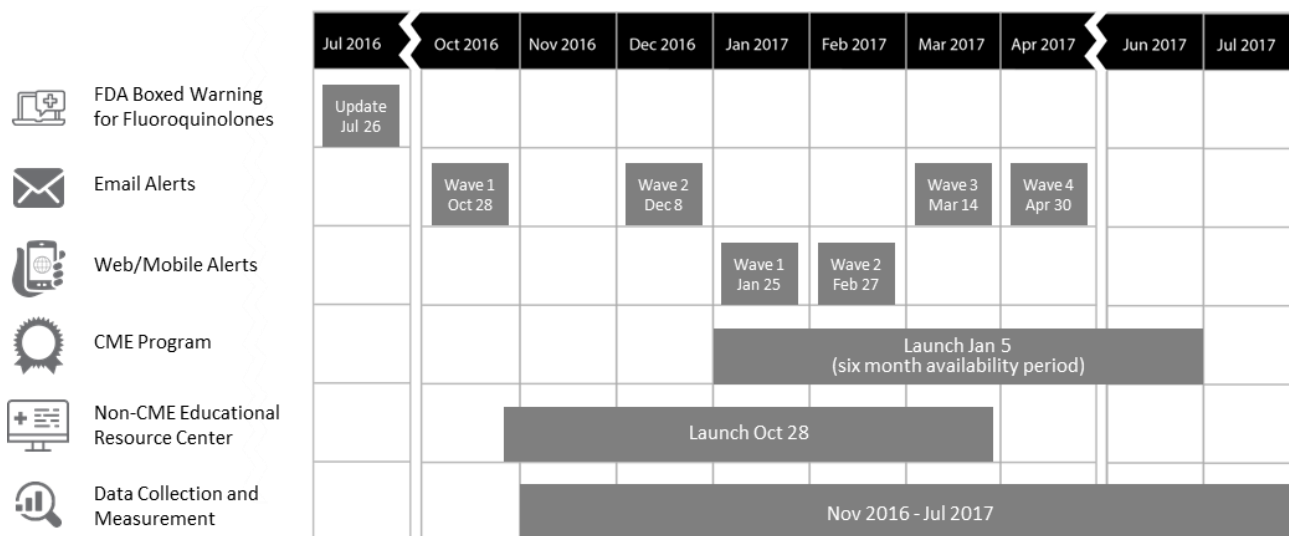 Jul 2016 Oct 2016 Nov 2016 Dec 2016 Jan 2017 Feb 2017 Mar 2017 Apr 2017 Jun 2017 Jul 2017
FDA Boxed Warning
for Fluoroquinolones
Update
Jul 26
Email Alerts
Wave 1
Oct 28
Wave 2
Dec 8
Wave 3
Mar 14
Wave 4
Apr 30
Web/Mobile Alerts
Wave 1
Jan 25
Wave 2
Feb 27
CME Program
Launch Jan 5
(six month availability period)
Non-CME Educational
Resource Center
Launch Oct 28
Data Collection and
Measurement
Nov 2016 - Jul 2017